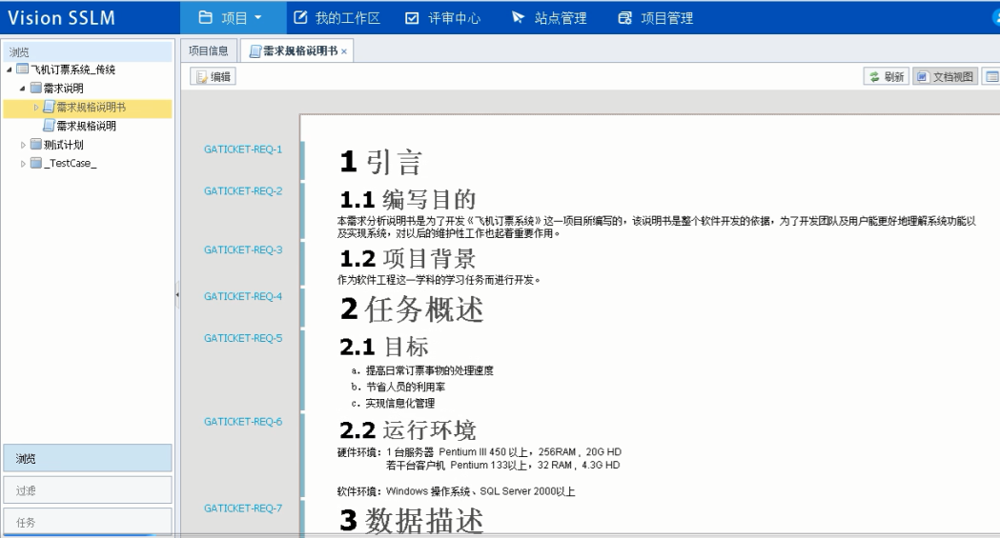 Vision SSLM
项目
我的工作区
评审中心
站点管理
项目管理
浏览
项目信息
需求规格说明书 ×
飞机订票系统_传统
编辑
刷新
文档视图
需求说明
需求规格说明书
需求规格说明
测试计划
_TestCase_
GATICKET-REQ-1
1 引言
GATICKET-REQ-2
1.1 编写目的
本需求分析说明书是为了开发《飞机订票系统》这一项目所编写的，该说明书是整个软件开发的依据，为了开发团队及用户能更好地理解系统功能以
及实现系统，对以后的维护性工作也起着重要作用。
GATICKET-REQ-3
1.2 项目背景
作为软件工程这一学科的学习任务而进行开发。
GATICKET-REQ-4
2 任务概述
GATICKET-REQ-5
2.1 目标
a. 提高日常订票事物的处理速度
b. 节省人员的利用率
c. 实现信息化管理
GATICKET-REQ-6
2.2 运行环境
硬件环境：1 台服务器 Pentium III 450 以上，256RAM，20G HD
若干台客户机 Pentium 133以上，32 RAM，4.3G HD
软件环境：Windows 操作系统、SQL Server 2000以上
GATICKET-REQ-7
3 数据描述
浏览
过滤
任务